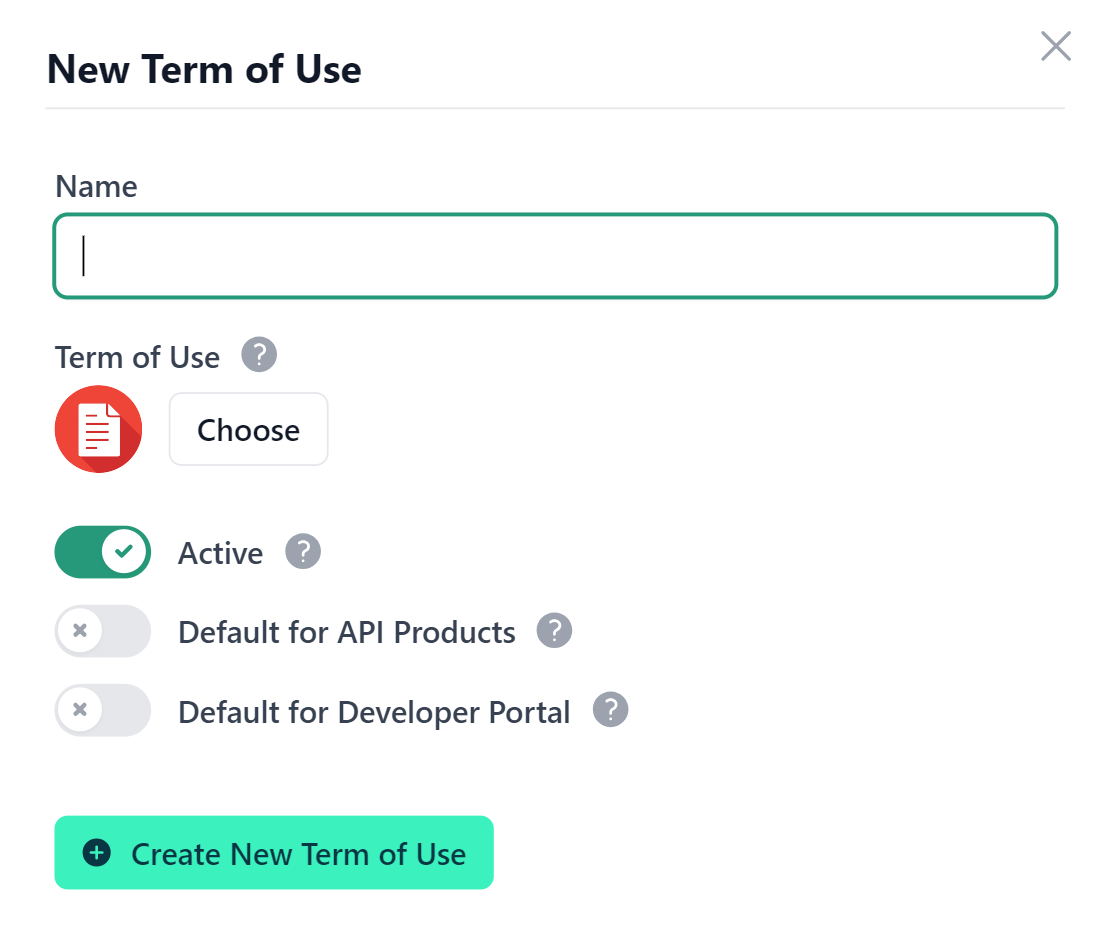 New Term of Use
Name
Term of Use ?
Choose
Active ?
Default for API Products ?
Default for Developer Portal ?
Create New Term of Use